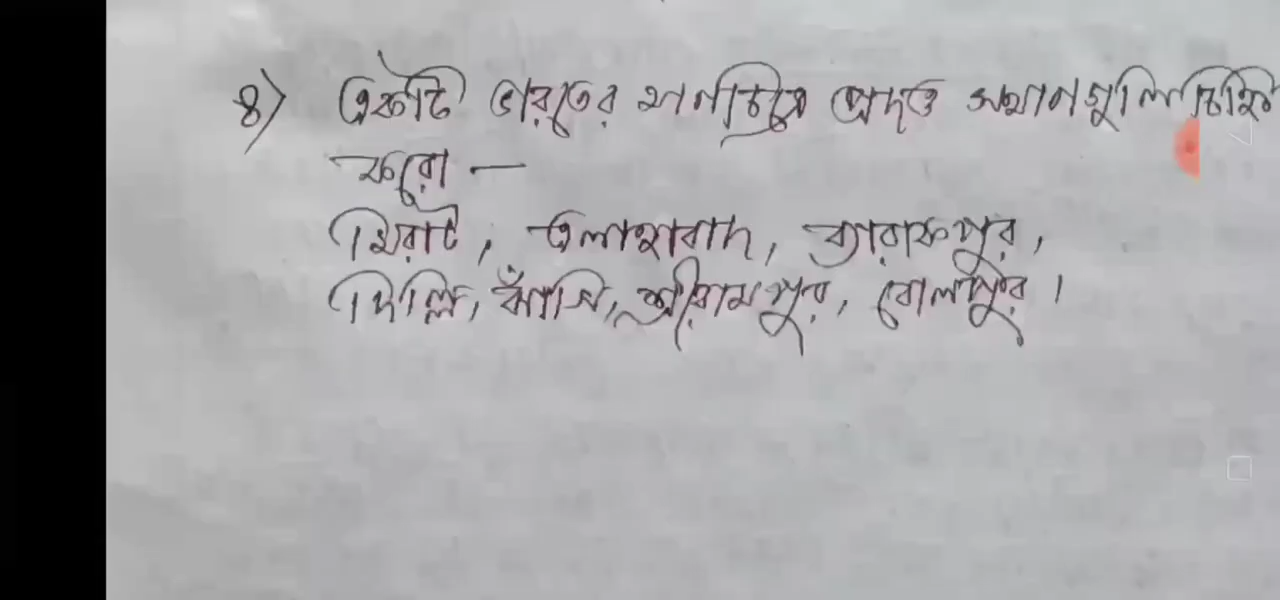 ৪) একটি ভারতের মানচিত্রে প্রদত্ত স্থানগুলি চিহ্নিত
করো —
মিরাট, এলাহাবাদ, ব্যারাকপুর,
দিল্লি, ঝাঁসি, শ্রীরামপুর, বোলপুর।